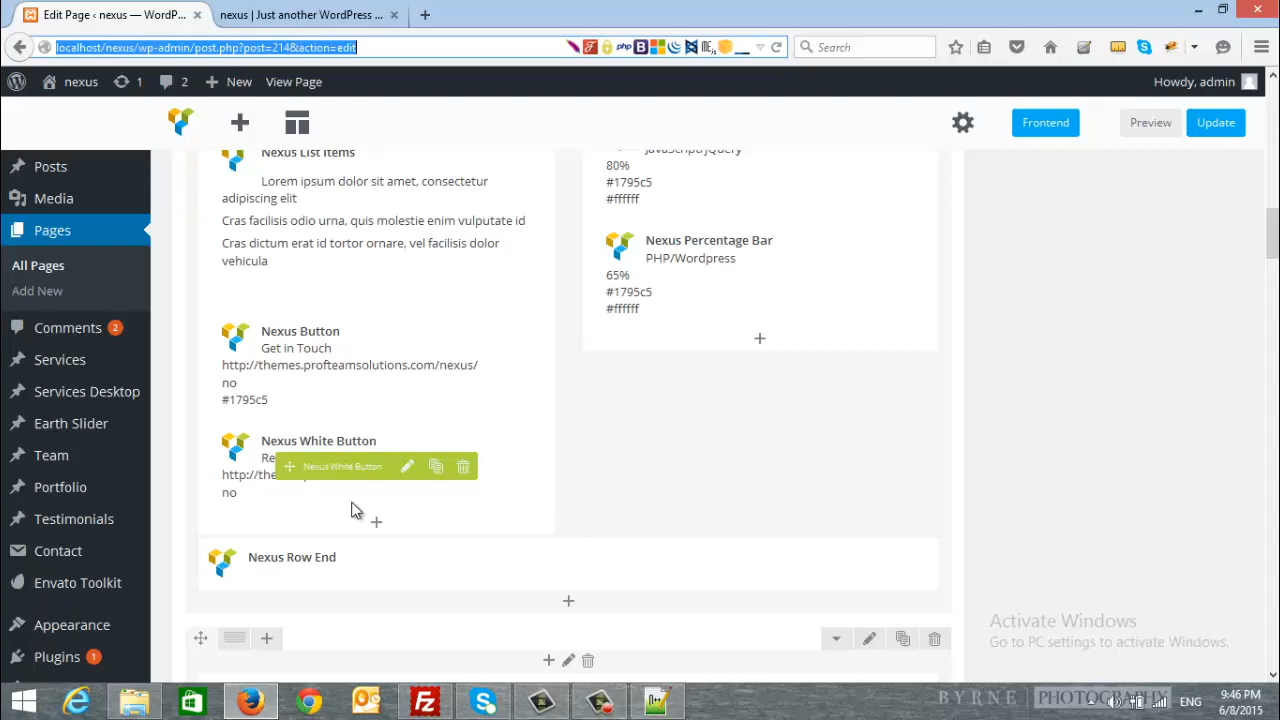 Edit Page ‹ nexus — WordP...
nexus | Just another WordPress ...
localhost/nexus/wp-admin/post.php?post=214&action=edit
php
Search
nexus
1
2
New
View Page
Howdy, admin
Frontend
Preview
Update
Posts
Media
Pages
All Pages
Add New
Comments 2
Services
Services Desktop
Earth Slider
Team
Portfolio
Testimonials
Contact
Envato Toolkit
Appearance
Plugins 1
Nexus List Items
Lorem ipsum dolor sit amet, consectetur
adipiscing elit
Cras facilisis odio urna, quis molestie enim vulputate id
Cras dictum erat id tortor ornare, vel facilisis dolor
vehicula
Nexus Button
Get in Touch
http://themes.profteamsolutions.com/nexus/
no
#1795c5
Nexus White Button
Nexus White Button
no
Nexus Row End
JavaScript/jQuery
80%
#1795c5
#ffffff
Nexus Percentage Bar
PHP/Wordpress
65%
#1795c5
#ffffff
Activate Windows
Go to PC settings to activate Windows.
BYRNE PHOTOGRAPHY
ENG
9:46 PM
6/8/2015